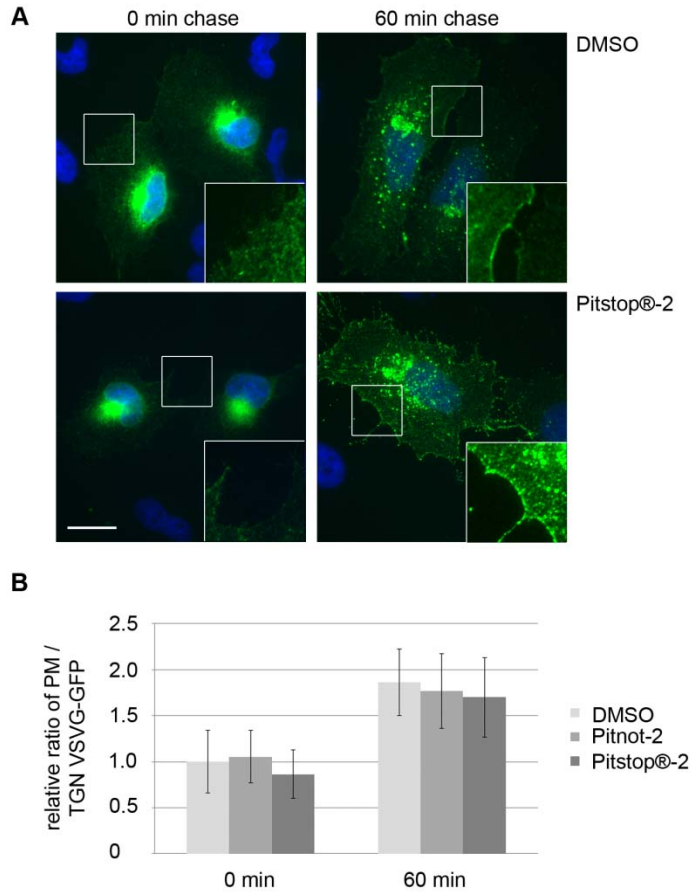 A
0 min chase
60 min chase
DMSO
Pitstop®-2
B
relative ratio of PM /
TGN VSVG-GFP
2.5
2.0
1.5
1.0
0.5
0
0 min
60 min
DMSO
Pitnot-2
Pitstop®-2